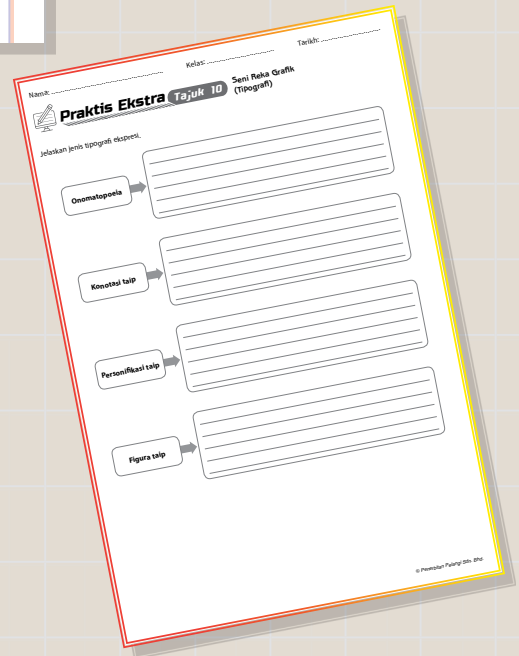 Nama:
Kelas:
Tarikh:
Praktis Ekstra Tajuk 10 Seni Reka Grafik
(Tipografi)
Jelaskan jenis tipografi ekspresi.
Onomatopoeia
Konotasi taip
Personifikasi taip
Figura taip
© Penerbitan Pelangi Sdn. Bhd.